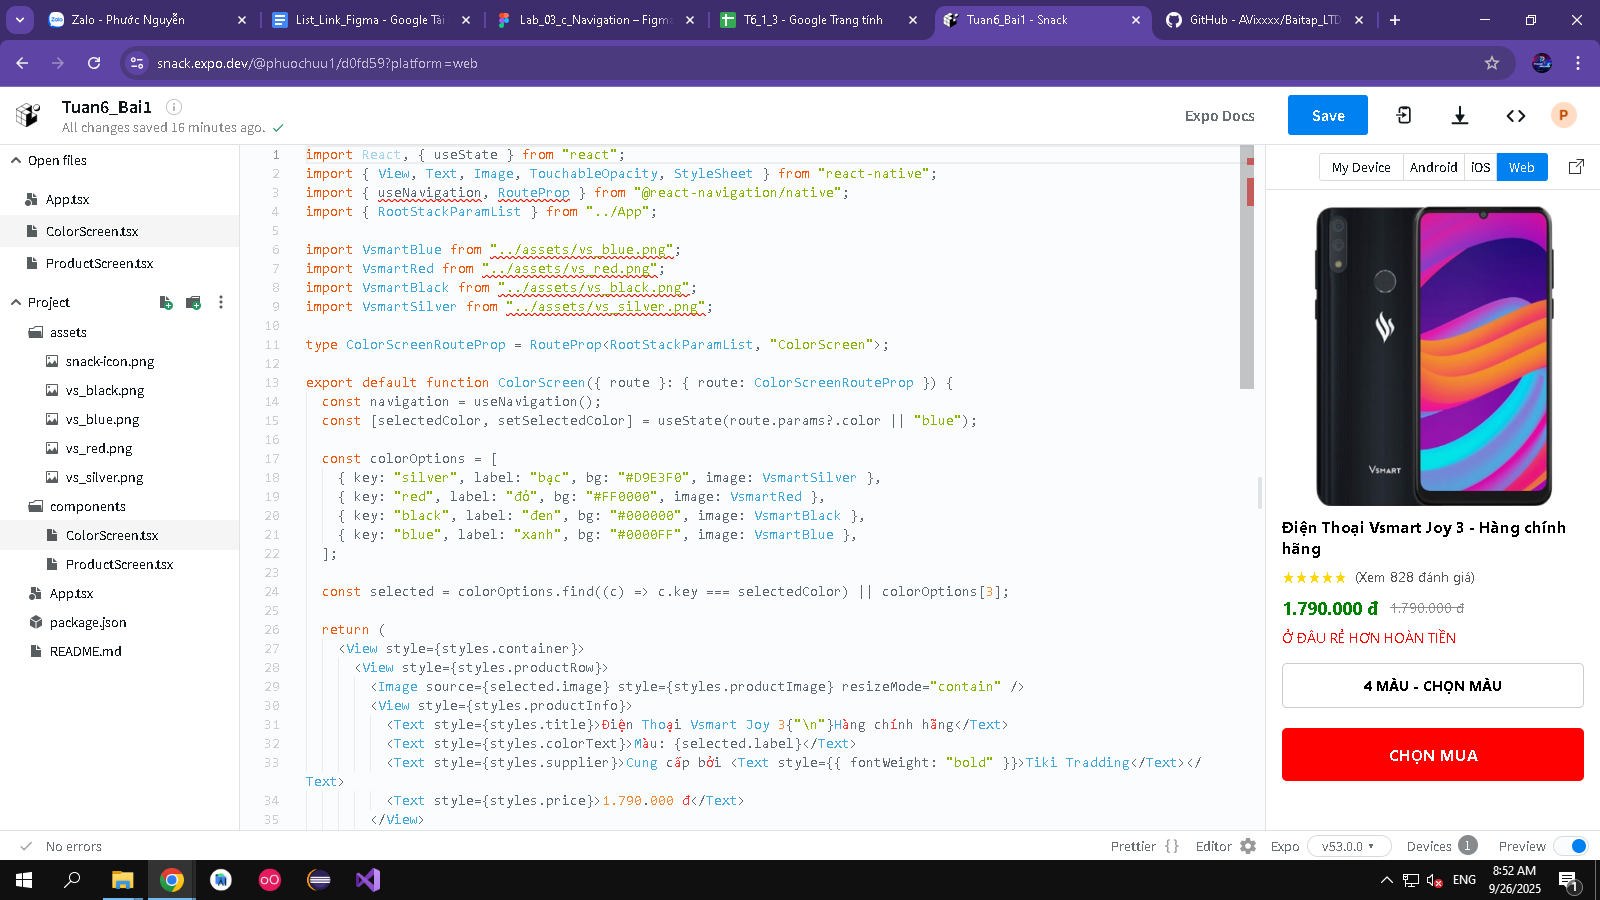 Zalo - Phước Nguyễn
List_Link_Figma - Google Tài
Lab_03_c_Navigation – Figma
T6_1_3 - Google Trang tính
Tuan6_Bai1 - Snack
GitHub - AVixxxx/Baitap_LTD
snack.expo.dev/@phuochuu1/d0fd59?platform=web
Tuan6_Bai1
All changes saved 16 minutes ago.
Expo Docs
Save
P
Open files
App.tsx
ColorScreen.tsx
ProductScreen.tsx
Project
assets
snack-icon.png
vs_black.png
vs_blue.png
vs_red.png
vs_silver.png
components
ColorScreen.tsx
ProductScreen.tsx
App.tsx
package.json
README.md
1 import React, { useState } from "react";
2 import { View, Text, Image, TouchableOpacity, StyleSheet } from "react-native";
3 import { useNavigation, RouteProp } from "@react-navigation/native";
4 import { RootStackParamList } from "../App";
5
6 import VsmartBlue from "../assets/vs_blue.png";
7 import VsmartRed from "../assets/vs_red.png";
8 import VsmartBlack from "../assets/vs_black.png";
9 import VsmartSilver from "../assets/vs_silver.png";
10
11 type ColorScreenRouteProp = RouteProp<RootStackParamList, "ColorScreen">;
12
13 export default function ColorScreen({ route }: { route: ColorScreenRouteProp }) {
14 const navigation = useNavigation();
15 const [selectedColor, setSelectedColor] = useState(route.params?.color || "blue");
16
17 const colorOptions = [
18 { key: "silver", label: "bạc", bg: "#D9E3F0", image: VsmartSilver },
19 { key: "red", label: "đỏ", bg: "#FF0000", image: VsmartRed },
20 { key: "black", label: "đen", bg: "#000000", image: VsmartBlack },
21 { key: "blue", label: "xanh", bg: "#0000FF", image: VsmartBlue },
22 ];
23
24 const selected = colorOptions.find((c) => c.key === selectedColor) || colorOptions[3];
25
26 return (
27 <View style={styles.container}>
28 <View style={styles.productRow}>
29 <Image source={selected.image} style={styles.productImage} resizeMode="contain" />
30 <View style={styles.productInfo}>
31 <Text style={styles.title}>Điện Thoại Vsmart Joy 3{"\n"}Hàng chính hãng</Text>
32 <Text style={styles.colorText}>Màu: {selected.label}</Text>
33 <Text style={styles.supplier}>Cung cấp bởi <Text style={{ fontWeight: "bold" }}>Tiki Tradding</Text></
Text>
34 <Text style={styles.price}>1.790.000 đ</Text>
35 </View>
My Device
Android
iOS
Web
VSMART
Điện Thoại Vsmart Joy 3 - Hàng chính
hãng
★★★★★ (Xem 828 đánh giá)
1.790.000 đ 1.790.000 đ
Ở ĐÂU RẺ HƠN HOÀN TIỀN
4 MÀU - CHỌN MÀU
CHỌN MUA
No errors
Prettier {}
Editor
Expo
v53.0.0
Devices 1
Preview
ENG
8:52 AM
9/26/2025
1